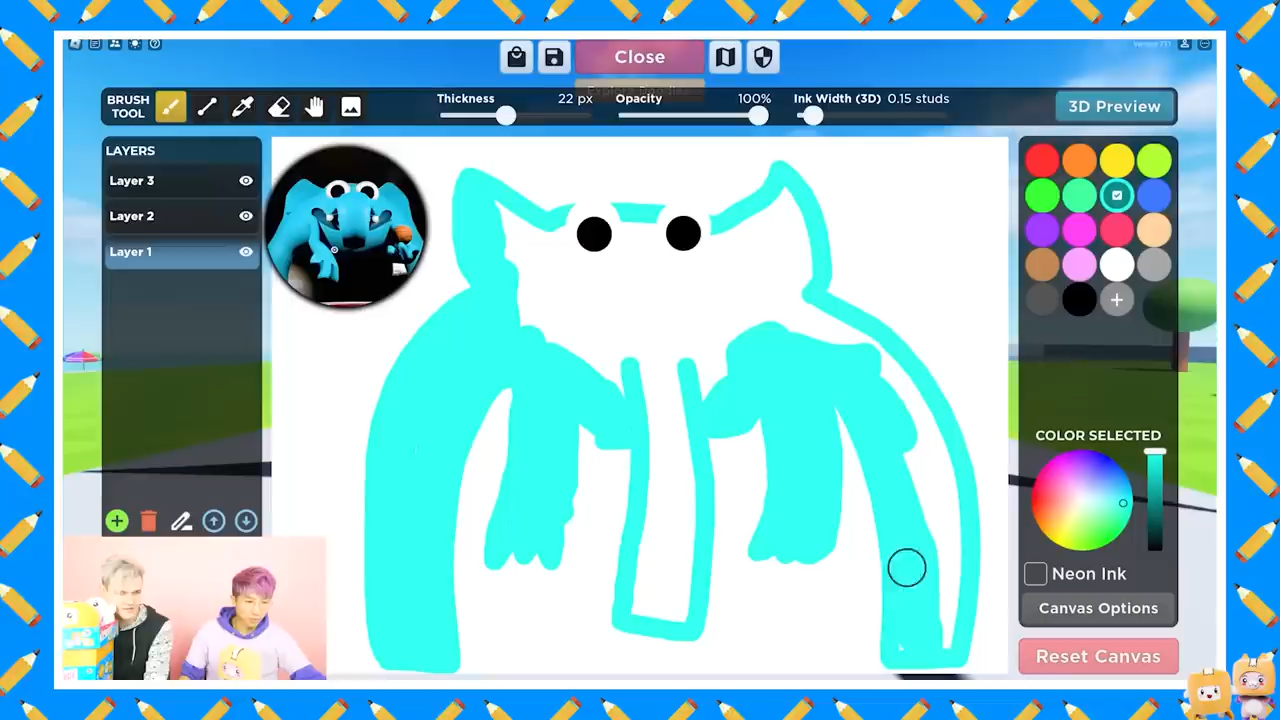 Close
BRUSH
TOOL
Thickness 22 px
Opacity 100%
Ink Width (3D) 0.15 studs
3D Preview
LAYERS
Layer 3
Layer 2
Layer 1
COLOR SELECTED
Neon Ink
Canvas Options
Reset Canvas